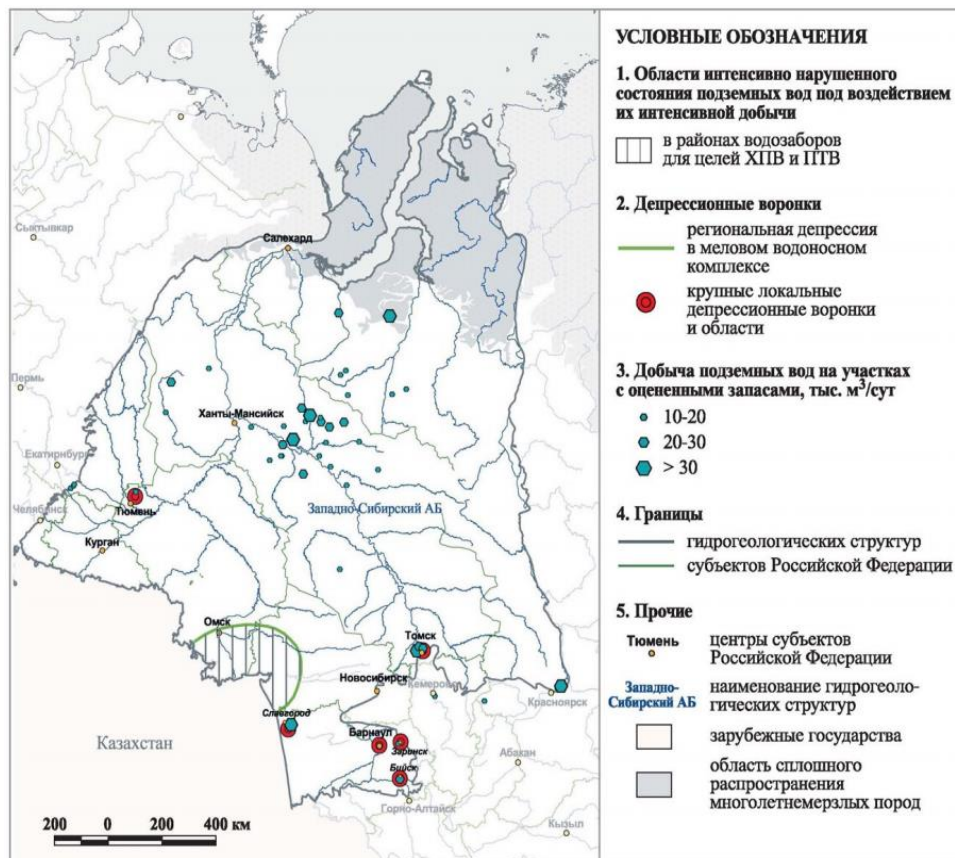 Сыктывкар
Салехард
Пермь
Ханты-Мансийск
Екатиринбург
Тюмень
Челябинск
Западно-Сибирский АБ
Курган
Омск
Томск
Новосибирск
Кемерово
Красноярск
Славгород
Барнаул
Заринск
Казахстан
Бийск
Абакан
Горно-Алтайск
Кызыл
200 0 200 400 км
УСЛОВНЫЕ ОБОЗНАЧЕНИЯ
1. Области интенсивно нарушенного
состояния подземных вод под воздействием
их интенсивной добычи
в районах водозаборов
для целей ХПВ и ПТВ
2. Депрессионные воронки
региональная депрессия
в меловом водоносном
комплексе
крупные локальные
депрессионные воронки
и области
3. Добыча подземных вод на участках
с оцененными запасами, тыс. м³/сут
10-20
20-30
> 30
4. Границы
гидрогеологических структур
субъектов Российской Федерации
5. Прочие
Тюмень центры субъектов
Российской Федерации
Западно- наименование гидрогеоло-
Сибирский АБ гических структур
зарубежные государства
область сплошного
распространения
многолетнемерзлых пород